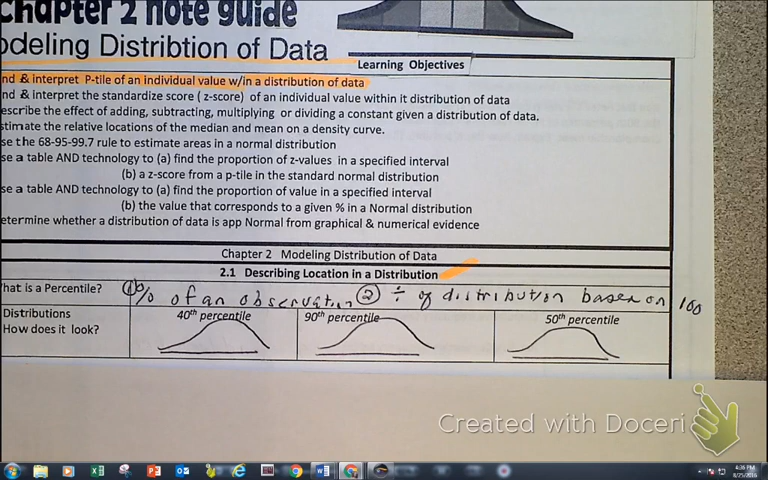 Chapter 2 note guide
odeling Distribtion of Data
Learning Objectives
nd & interpret P-tile of an individual value w/in a distribution of data
nd & interpret the standardize score ( z-score) of an individual value within it distribution of data
escribe the effect of adding, subtracting, multiplying or dividing a constant given a distribution of data.
stimate the relative locations of the median and mean on a density curve.
se the 68-95-99.7 rule to estimate areas in a normal distribution
se a table AND technology to (a) find the proportion of z-values in a specified interval
(b) a z-score from a p-tile in the standard normal distribution
se a table AND technology to (a) find the proportion of value in a specified interval
(b) the value that corresponds to a given % in a Normal distribution
etermine whether a distribution of data is app Normal from graphical & numerical evidence
Chapter 2 Modeling Distribution of Data
2.1 Describing Location in a Distribution
hat is a Percentile? ① % of an observation ② ÷ of distribution based on 100
Distributions
How does it look?
40th percentile
90th percentile
50th percentile
Created with Doceri
4:36 PM
8/25/2016